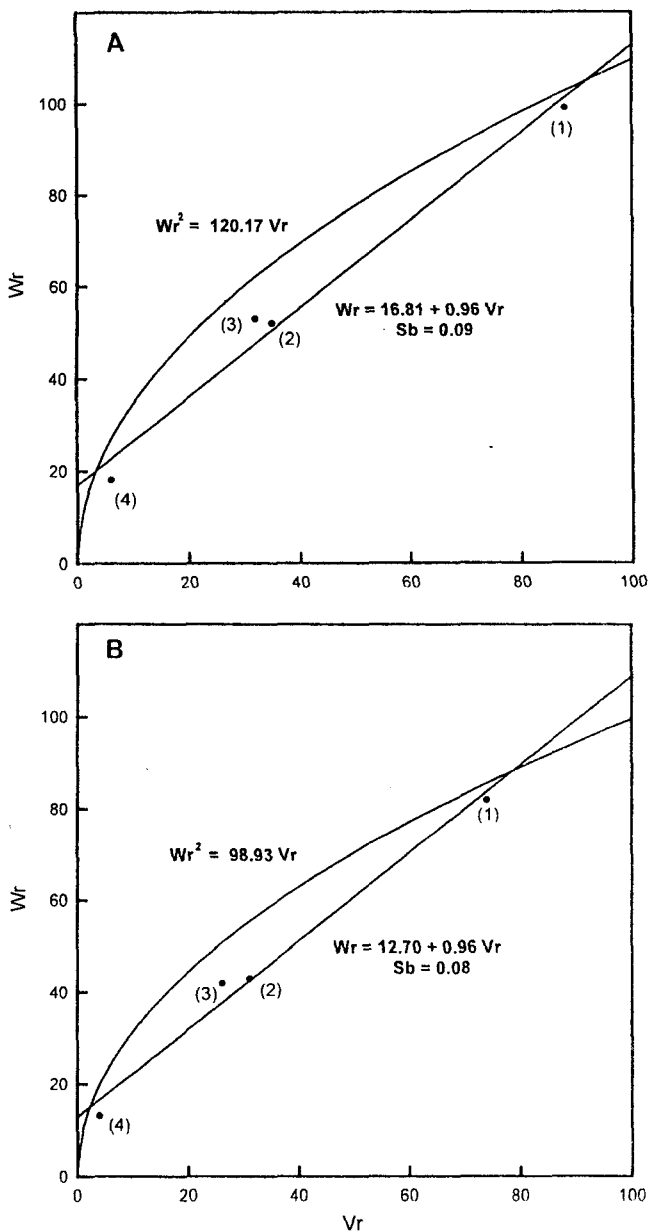 A
100
80
60
40
20
0
Wr
Wr² = 120.17 Vr
(1)
(3)
(2)
Wr = 16.81 + 0.96 Vr
Sb = 0.09
(4)
0 20 40 60 80 100
B
100
80
60
40
20
0
Wr
Wr² = 98.93 Vr
(1)
Wr = 12.70 + 0.96 Vr
Sb = 0.08
(3)
(2)
(4)
0 20 40 60 80 100
Vr